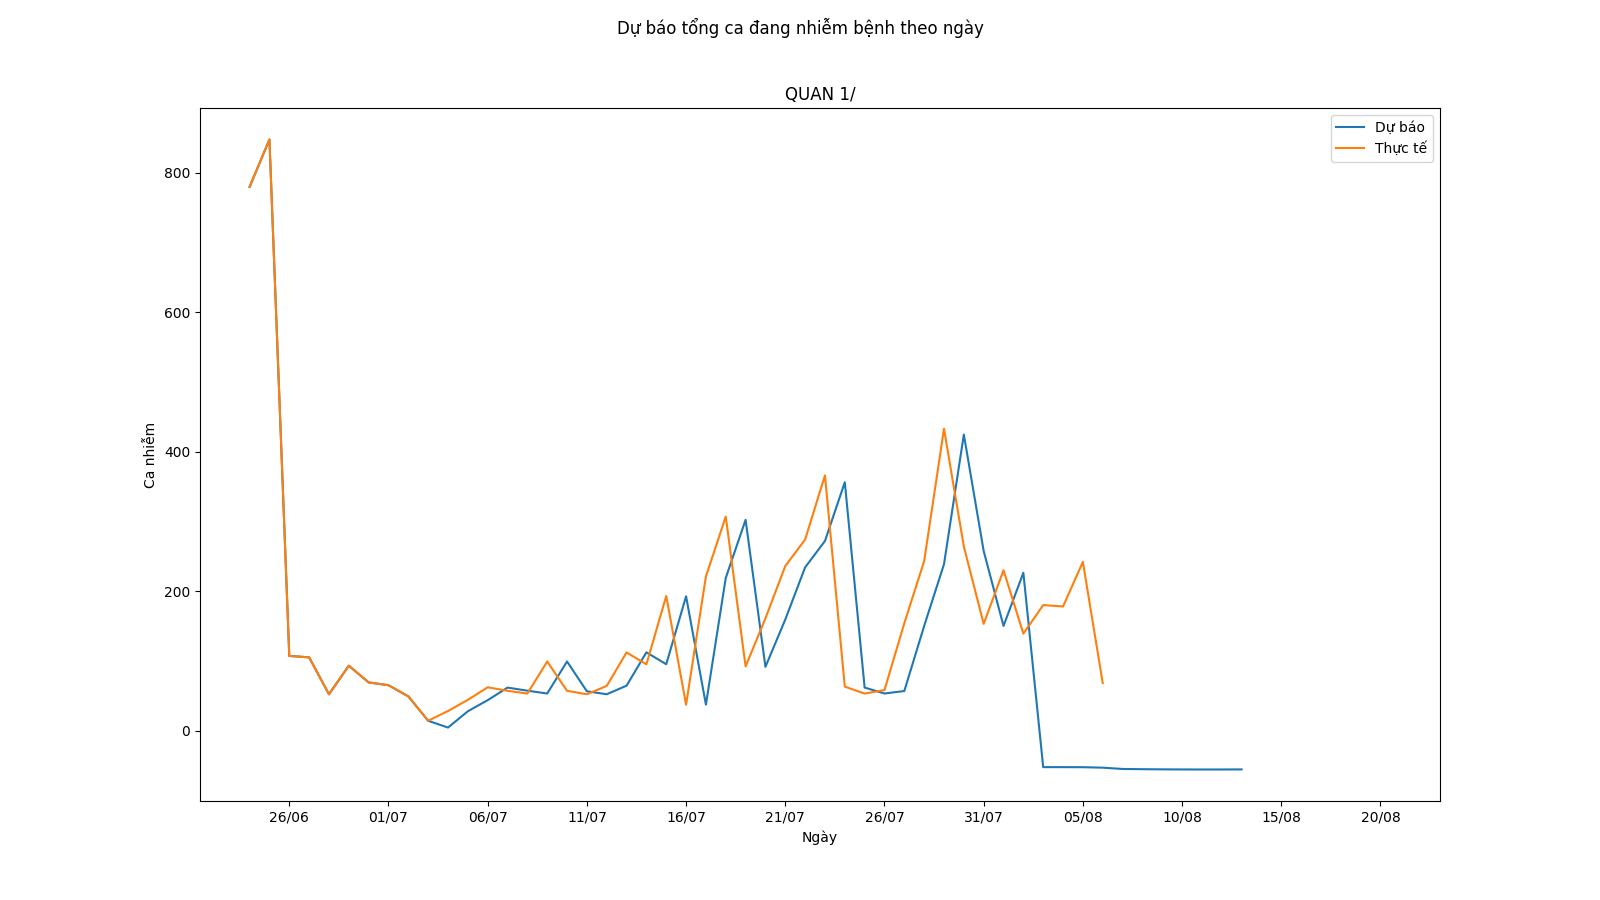 Dự báo tổng ca đang nhiễm bệnh theo ngày
QUAN 1/
Dự báo
Thực tế
800
600
400
200
0
Ca nhiễm
26/06 01/07 06/07 11/07 16/07 21/07 26/07 31/07 05/08 10/08 15/08 20/08
Ngày